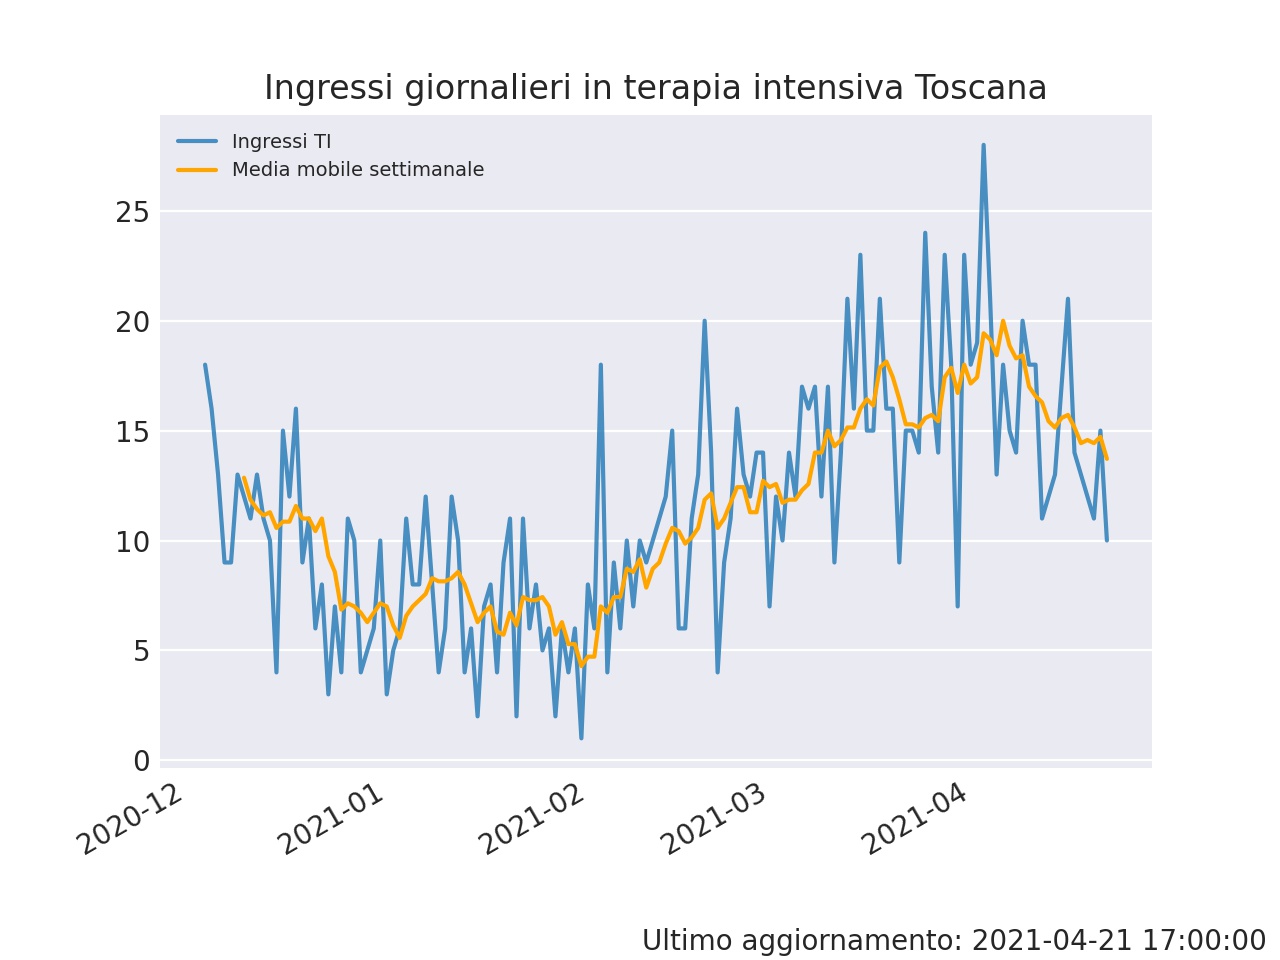 Ingressi giornalieri in terapia intensiva Toscana
Ingressi TI
Media mobile settimanale
25
20
15
10
5
0
2020-12
2021-01
2021-02
2021-03
2021-04
Ultimo aggiornamento: 2021-04-21 17:00:00